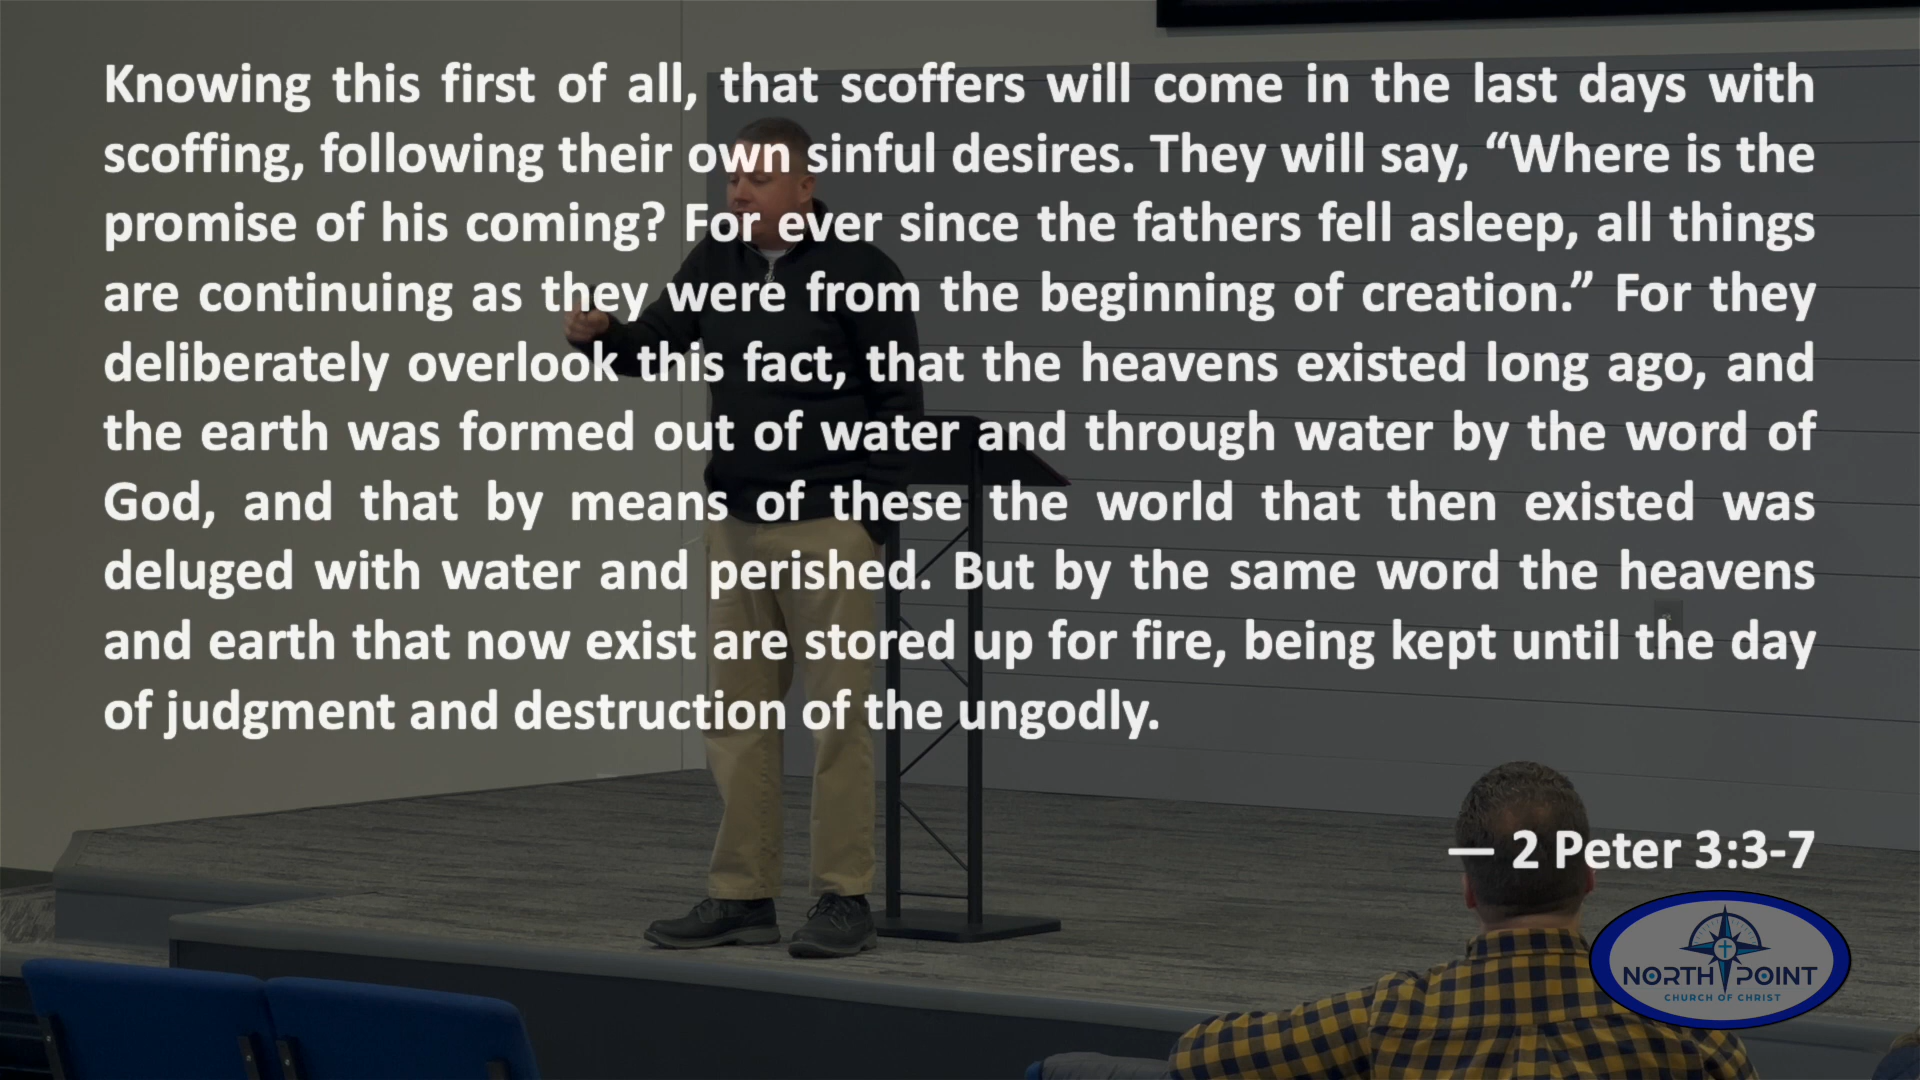 Knowing this first of all, that scoffers will come in the last days with
scoffing, following their own sinful desires. They will say, “Where is the
promise of his coming? For ever since the fathers fell asleep, all things
are continuing as they were from the beginning of creation.” For they
deliberately overlook this fact, that the heavens existed long ago, and
the earth was formed out of water and through water by the word of
God, and that by means of these the world that then existed was
deluged with water and perished. But by the same word the heavens
and earth that now exist are stored up for fire, being kept until the day
of judgment and destruction of the ungodly.
— 2 Peter 3:3-7
NORTH POINT
CHURCH OF CHRIST